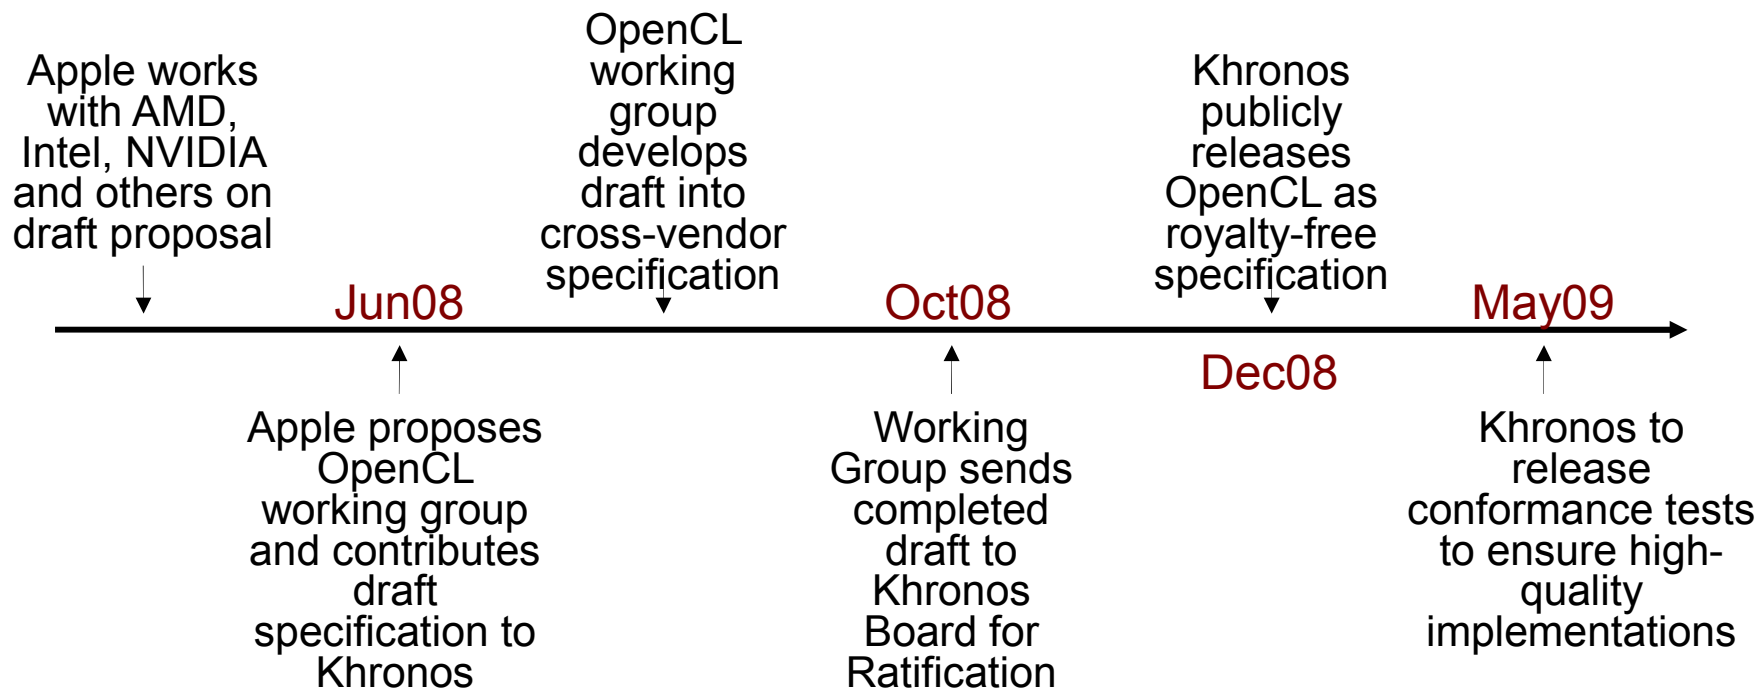 Apple works
with AMD,
Intel, NVIDIA
and others on
draft proposal
Jun08
Apple proposes
OpenCL
working group
and contributes
draft
specification to
Khronos
OpenCL
working
group
develops
draft into
cross-vendor
specification
Oct08
Working
Group sends
completed
draft to
Khronos
Board for
Ratification
Khronos
publicly
releases
OpenCL as
royalty-free
specification
Dec08
May09
Khronos to
release
conformance tests
to ensure high-
quality
implementations